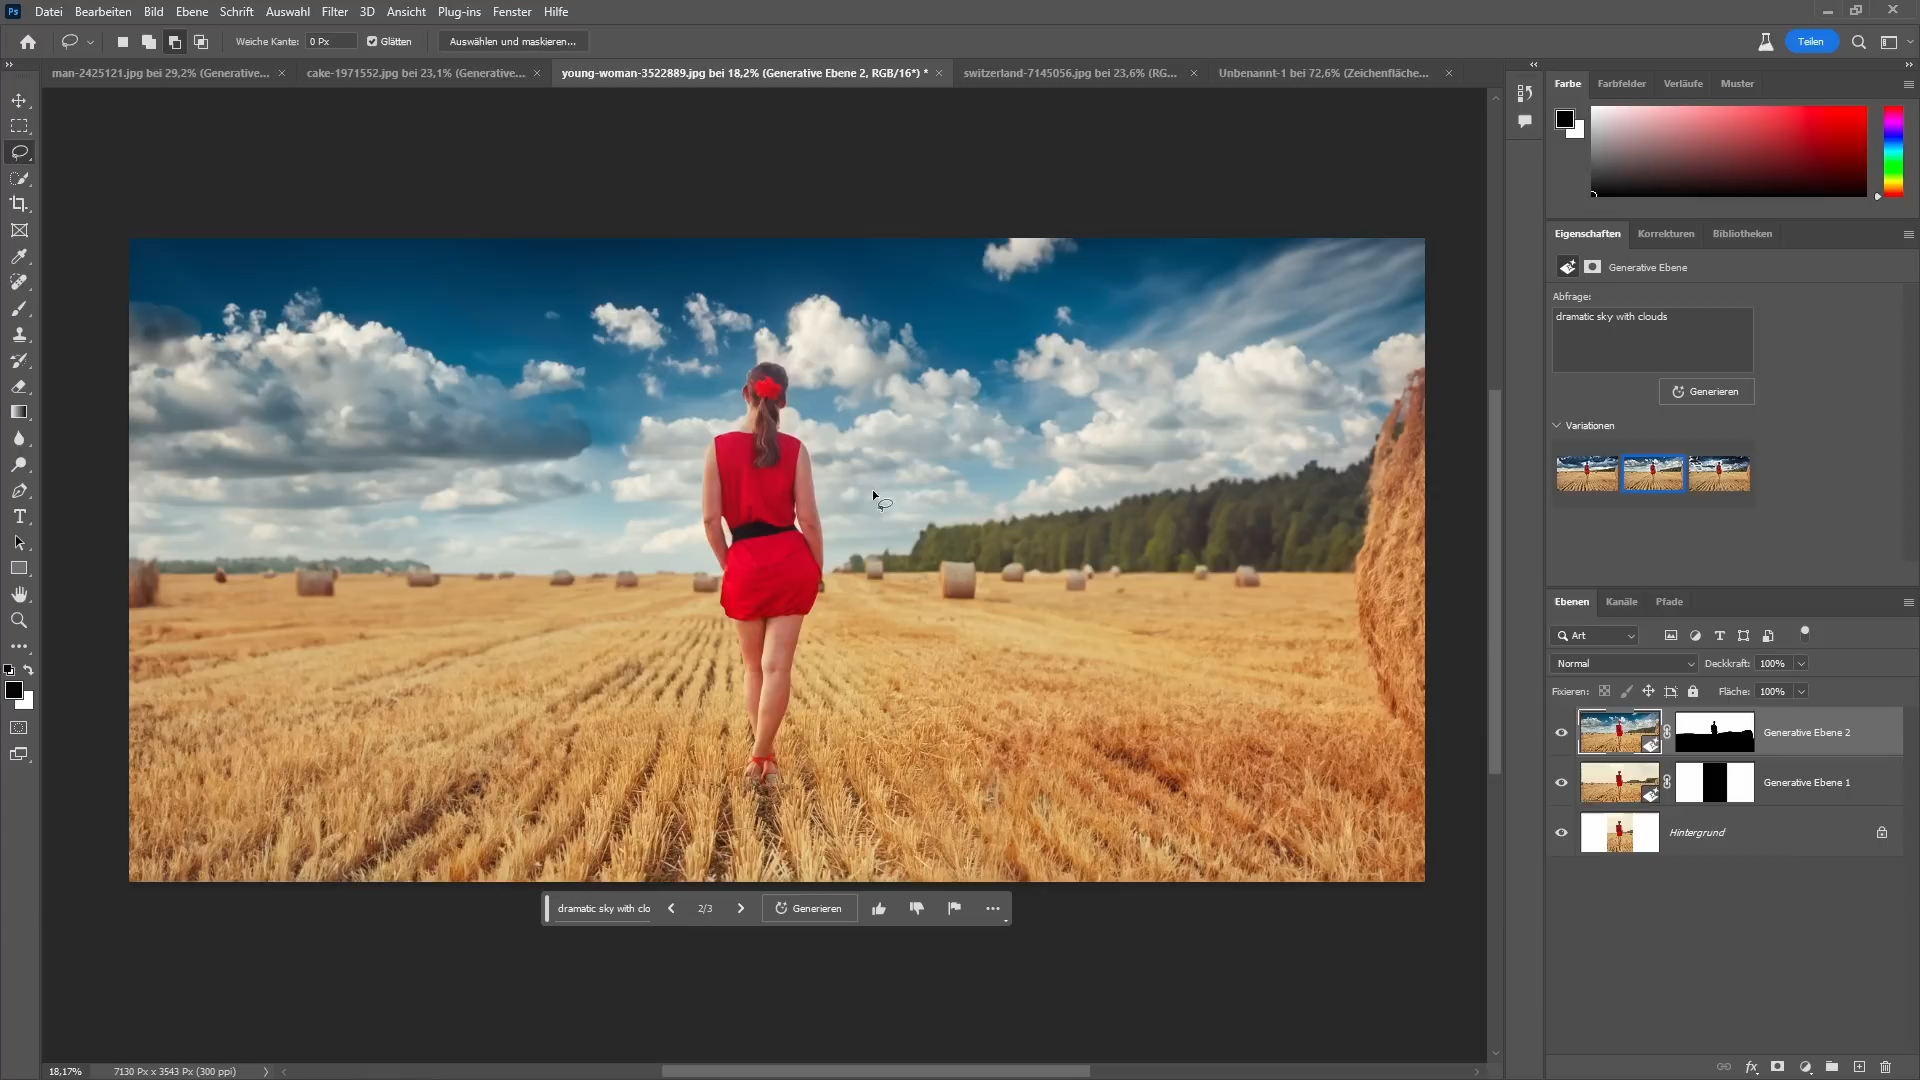 Ps Datei Bearbeiten Bild Ebene Schrift Auswahl Filter 3D Ansicht Plug-ins Fenster Hilfe
Weiche Kante: 0 Px Glätten Auswählen und maskieren... Teilen
man-2425121.jpg bei 29,2% (Generative... cake-1971552.jpg bei 23,1% (Generative... young-woman-3522889.jpg bei 18,2% (Generative Ebene 2, RGB/16*) * switzerland-7145056.jpg bei 23,6% (RG... Unbenannt-1 bei 72,6% (Zeichenfläche...
Farbe Farbfelder Verläufe Muster
Eigenschaften Korrekturen Bibliotheken
Generative Ebene
Abfrage:
dramatic sky with clouds
Generieren
Variationen
Ebenen Kanäle Pfade
Art
Normal Deckkraft: 100%
Fixieren: Fläche: 100%
Generative Ebene 2
Generative Ebene 1
Hintergrund
dramatic sky with clo 2/3 Generieren
18,17% 7130 Px x 3543 Px (300 ppi)